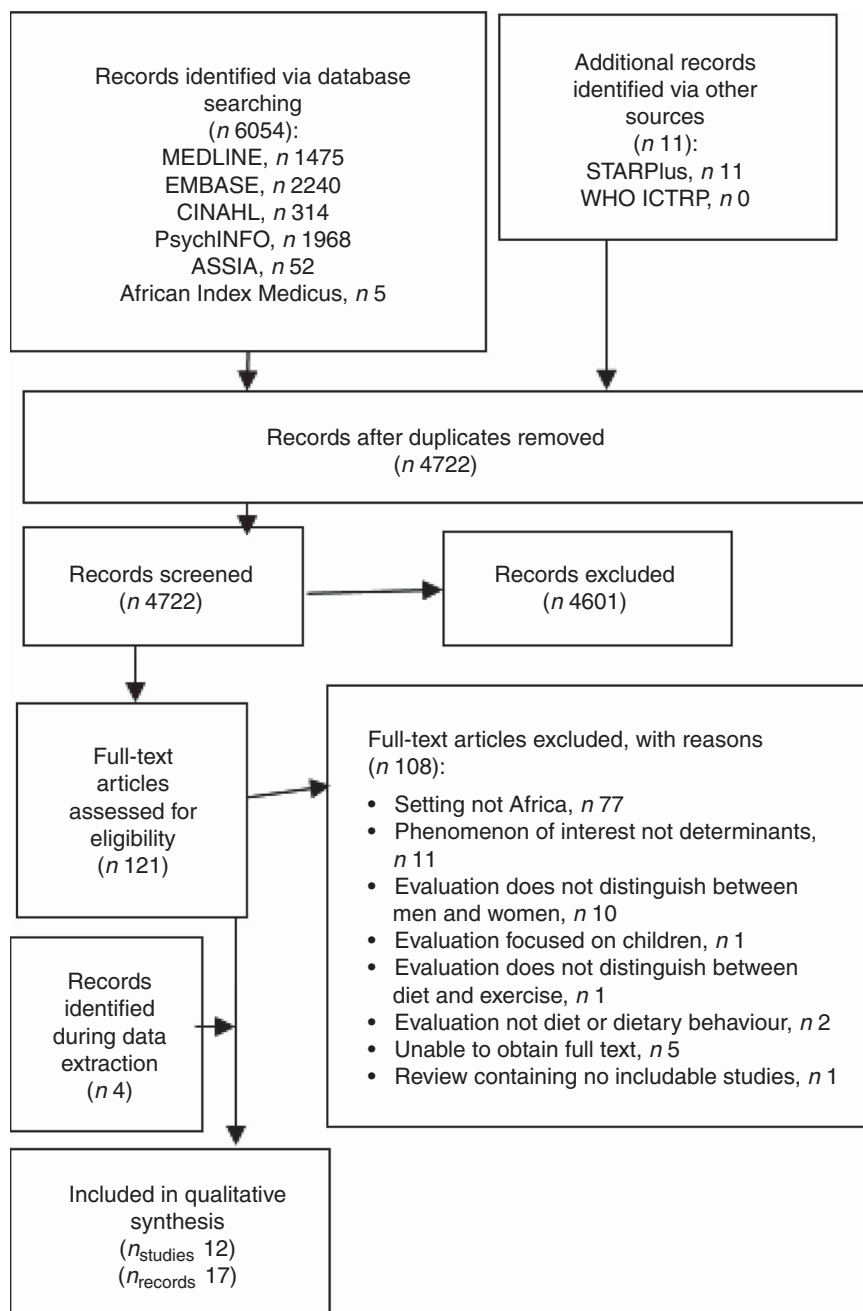 Records identified via database
searching
(n 6054):
MEDLINE, n 1475
EMBASE, n 2240
CINAHL, n 314
PsychINFO, n 1968
ASSIA, n 52
African Index Medicus, n 5
Additional records
identified via other
sources
(n 11):
STARPlus, n 11
WHO ICTRP, n 0
Records after duplicates removed
(n 4722)
Records screened
(n 4722)
Records excluded
(n 4601)
Full-text
articles
assessed for
eligibility
(n 121)
Full-text articles excluded, with reasons
(n 108):
• Setting not Africa, n 77
• Phenomenon of interest not determinants,
n 11
• Evaluation does not distinguish between
men and women, n 10
• Evaluation focused on children, n 1
• Evaluation does not distinguish between
diet and exercise, n 1
• Evaluation not diet or dietary behaviour, n 2
• Unable to obtain full text, n 5
• Review containing no includable studies, n 1
Records
identified
during data
extraction
(n 4)
Included in qualitative
synthesis
(nstudies 12)
(nrecords 17)